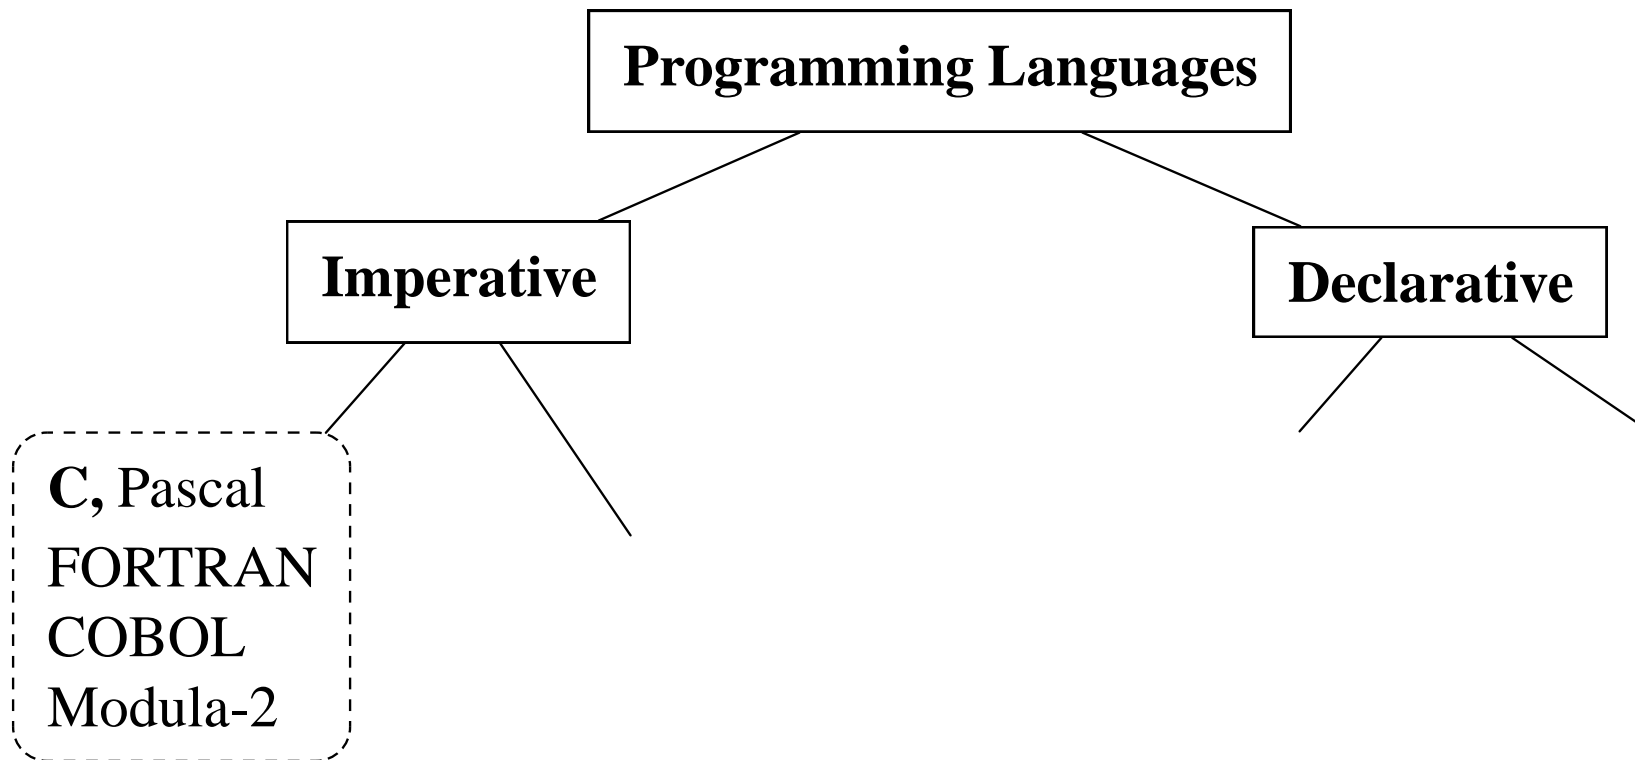 Programming Languages
Imperative
Declarative
C, Pascal
FORTRAN
COBOL
Modula-2